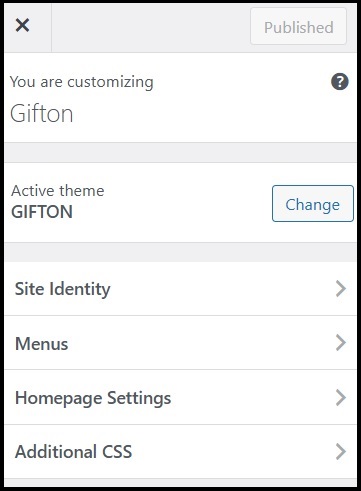 Published
You are customizing
Gifton
Active theme
GIFTON
Change
Site Identity
Menus
Homepage Settings
Additional CSS